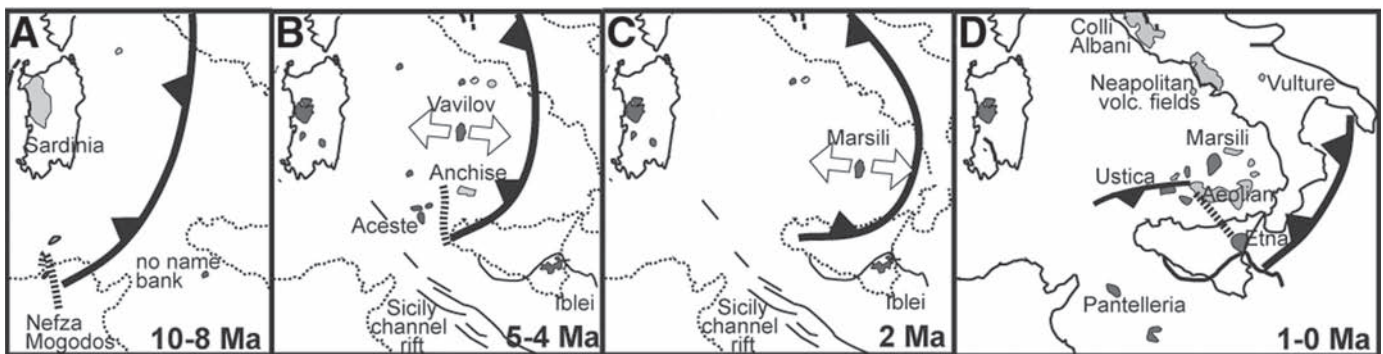 A
Sardinia
no name
bank
Nefza
Mogodos
10-8 Ma
B
Vavilov
Anchise
Aceste
Iblei
Sicily
channel
rift
5-4 Ma
C
Marsili
Iblei
Sicily
channel
rift
2 Ma
D
Colli
Albani
Neapolitan
volc. fields
Vulture
Marsili
Ustica
Aeolian
Etna
Pantelleria
1-0 Ma